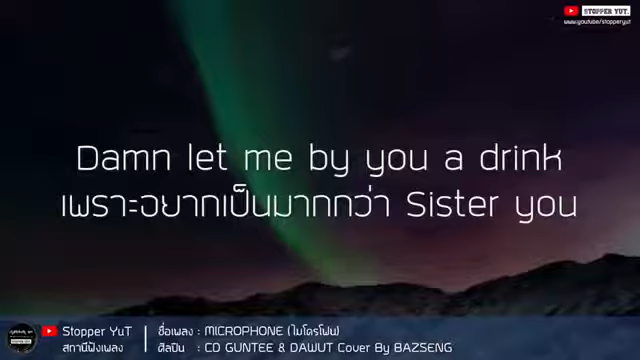 STOPPER YUT.
www.youtube/stopperyut
Damn let me by you a drink
เพราะอยากเป็นมากกว่า Sister you
Stopper YuT
สถานีฟังเพลง
ชื่อเพลง : MICROPHONE (ไมโครโฟน)
ศิลปิน : CD GUNTEE & DAWUT Cover By BAZSENG